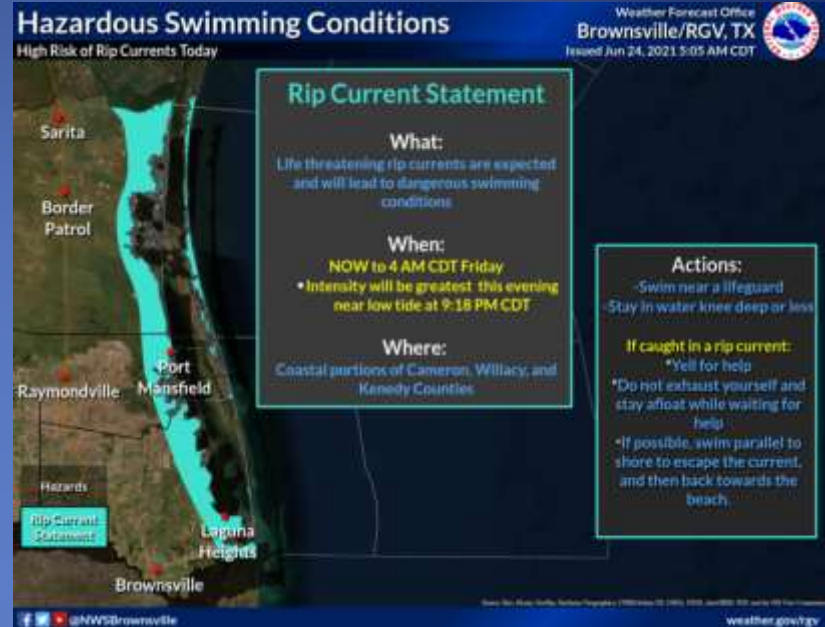 Hazardous Swimming Conditions
High Risk of Rip Currents Today
Weather Forecast Office
Brownsville/RGV, TX
Issued Jun 24, 2021 5:05 AM CDT
Rip Current Statement
What:
Life threatening rip currents are expected
and will lead to dangerous swimming
conditions
When:
NOW to 4 AM CDT Friday
•Intensity will be greatest this evening
near low tide at 9:18 PM CDT
Where:
Coastal portions of Cameron, Willacy, and
Kenedy Counties
Actions:
-Swim near a lifeguard
-Stay in water knee deep or less
If caught in a rip current:
*Yell for help
*Do not exhaust yourself and
stay afloat while waiting for
help
*If possible, swim parallel to
shore to escape the current,
and then back towards the
beach.
Sarita
Border
Patrol
Port
Mansfield
Raymondville
Laguna
Heights
Brownsville
Hazards
Rip Current
Statement
@NWSBrownsville
weather.gov/rgv